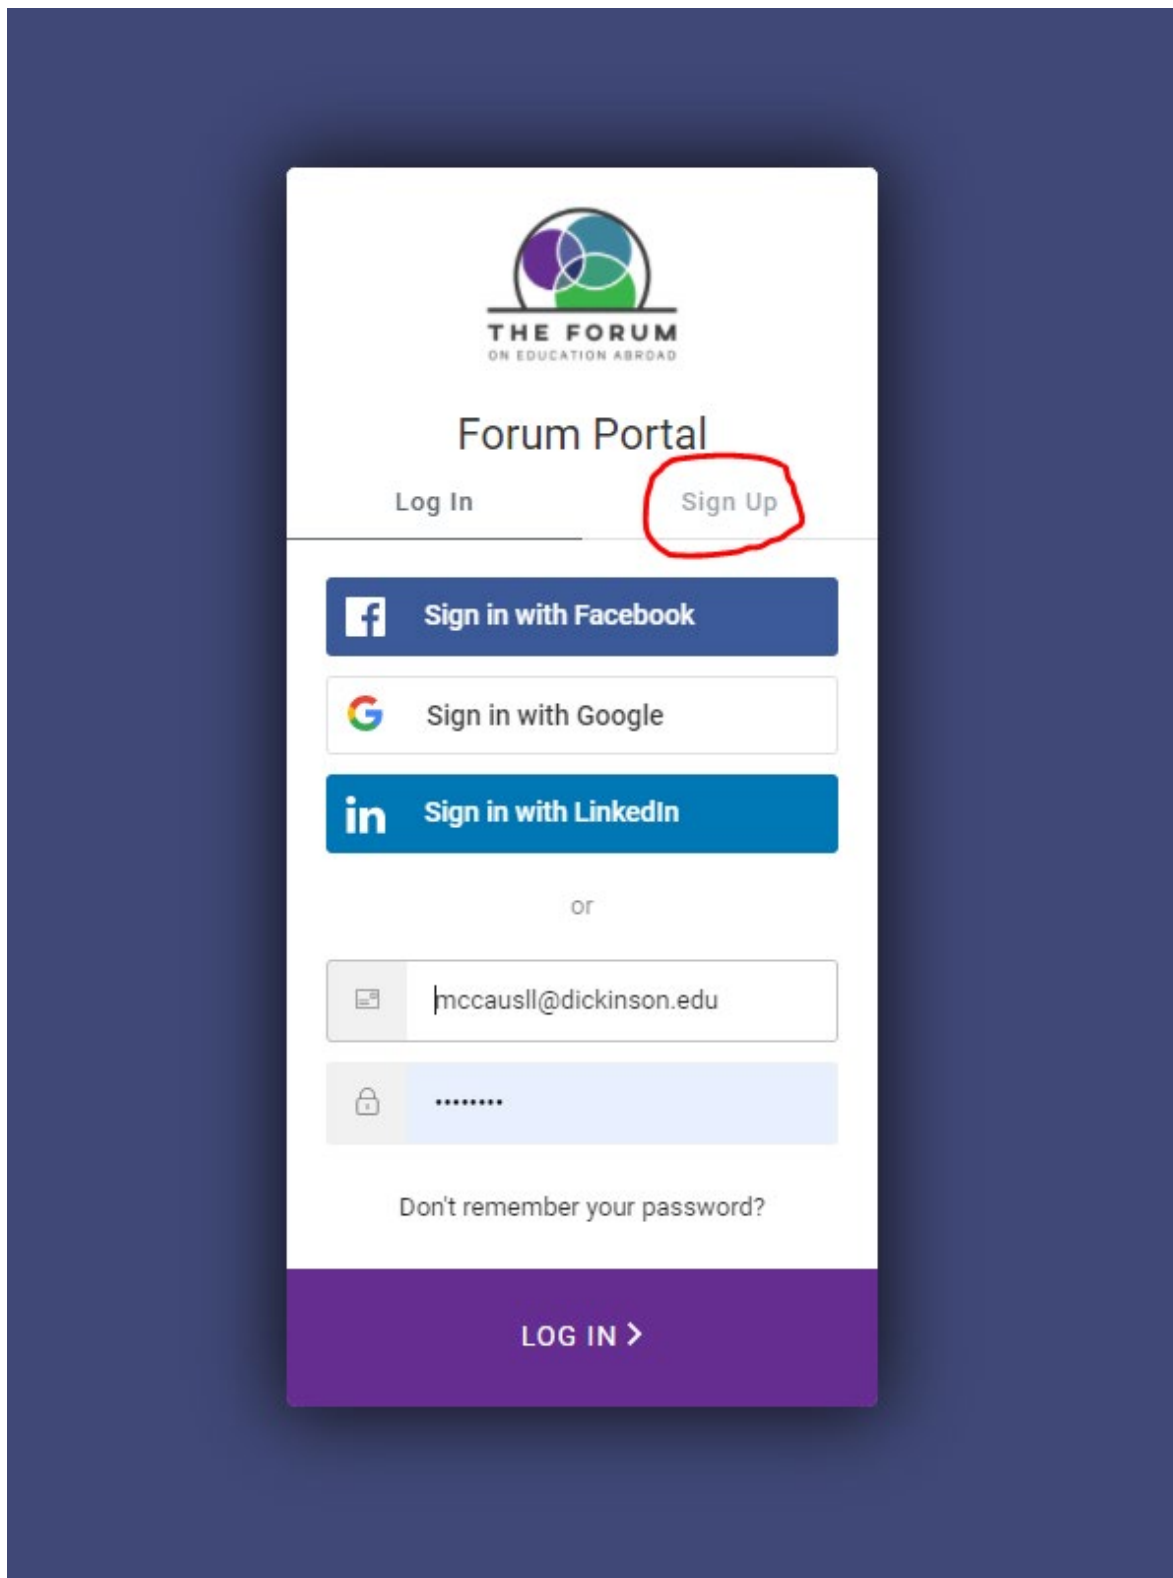 THE FORUM
ON EDUCATION ABROAD
Forum Portal
Log In Sign Up
Sign in with Facebook
Sign in with Google
in Sign in with LinkedIn
or
mccausll@dickinson.edu
••••••••
Don't remember your password?
LOG IN >